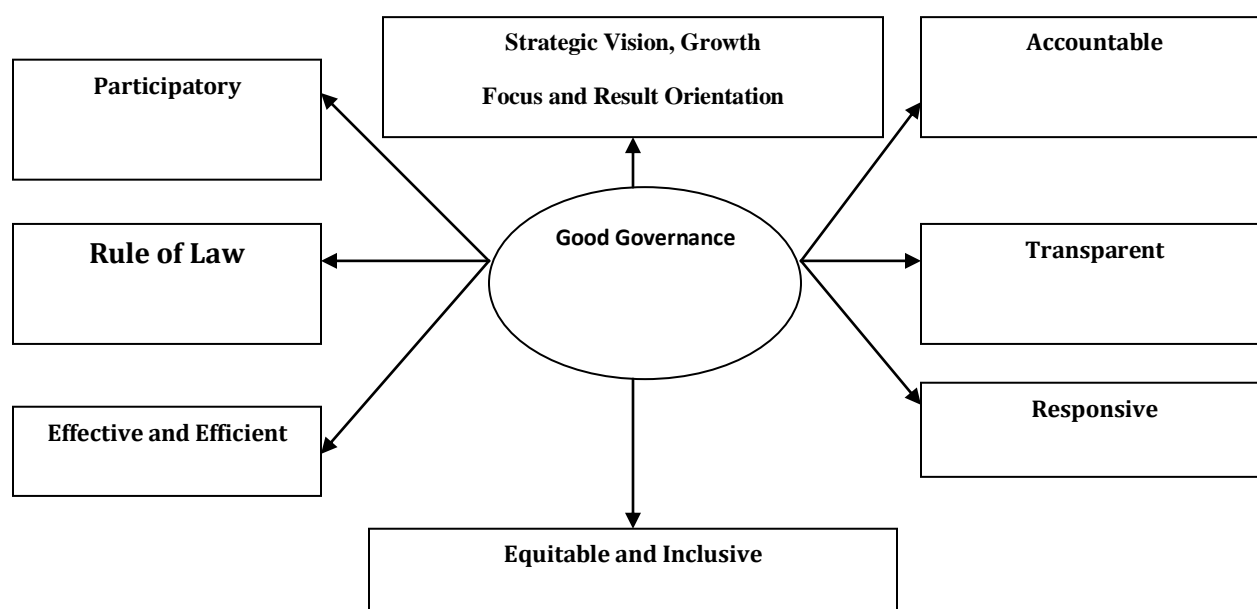 Strategic Vision, Growth
Focus and Result Orientation
Accountable
Participatory
Rule of Law
Good Governance
Transparent
Effective and Efficient
Responsive
Equitable and Inclusive